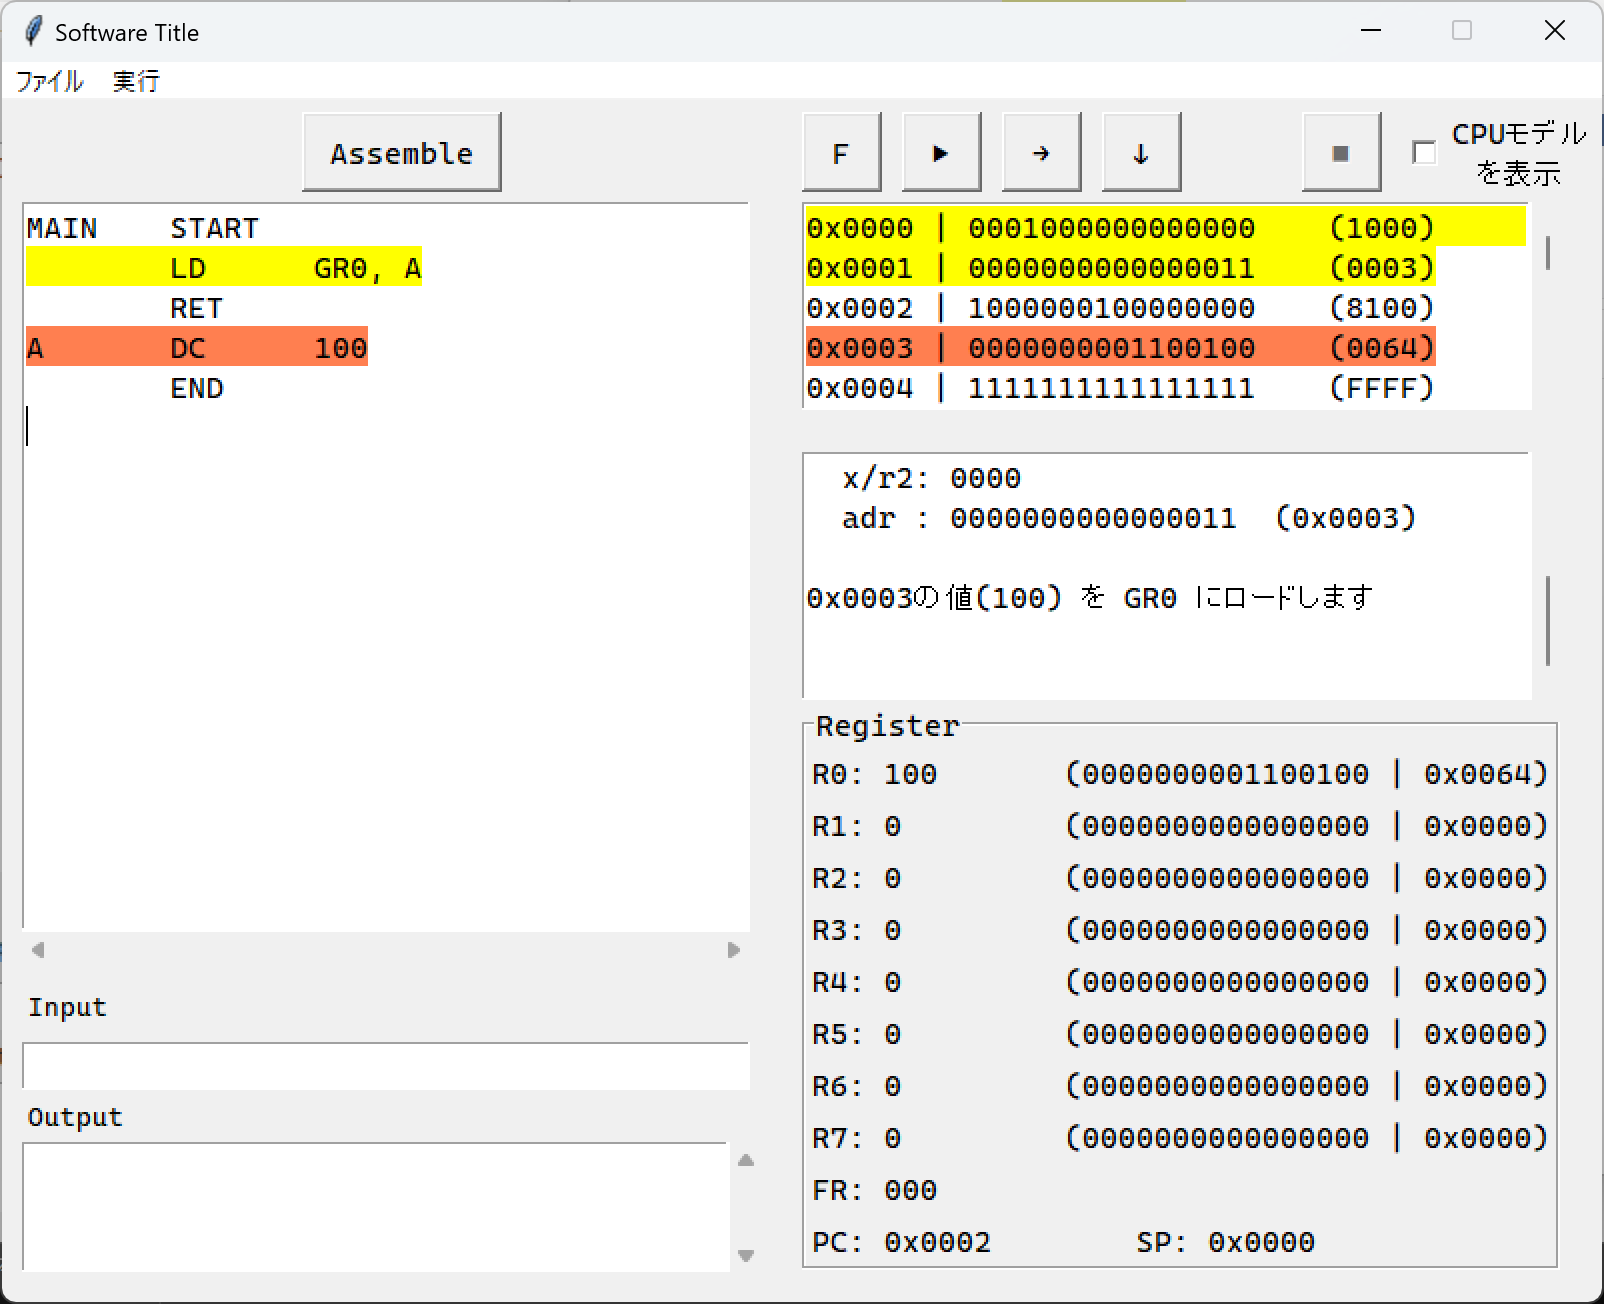 Software Title
ファイル 実行
Assemble
F ▶ → ↓ ■ CPUモデル
を表示
MAIN START
LD GR0, A
RET
A DC 100
END
0x0000 | 0001000000000000 (1000)
0x0001 | 0000000000000011 (0003)
0x0002 | 1000000100000000 (8100)
0x0003 | 0000000001100100 (0064)
0x0004 | 1111111111111111 (FFFF)
x/r2: 0000
adr : 0000000000000011 (0x0003)
0x0003の値(100) を GR0 にロードします
Input
Output
Register
R0: 100 (0000000001100100 | 0x0064)
R1: 0 (0000000000000000 | 0x0000)
R2: 0 (0000000000000000 | 0x0000)
R3: 0 (0000000000000000 | 0x0000)
R4: 0 (0000000000000000 | 0x0000)
R5: 0 (0000000000000000 | 0x0000)
R6: 0 (0000000000000000 | 0x0000)
R7: 0 (0000000000000000 | 0x0000)
FR: 000
PC: 0x0002 SP: 0x0000